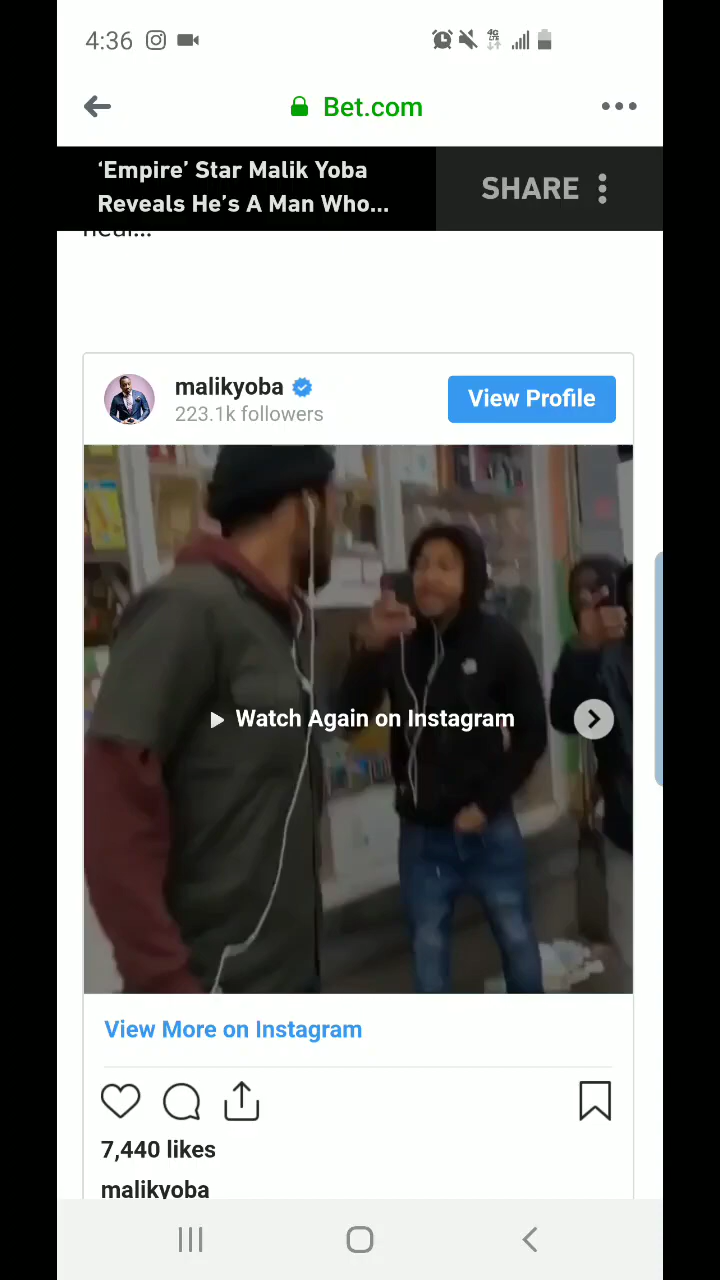 4:36
Bet.com
‘Empire’ Star Malik Yoba
Reveals He’s A Man Who...
SHARE
malikyoba
223.1k followers
View Profile
Watch Again on Instagram
View More on Instagram
7,440 likes
malikyoba